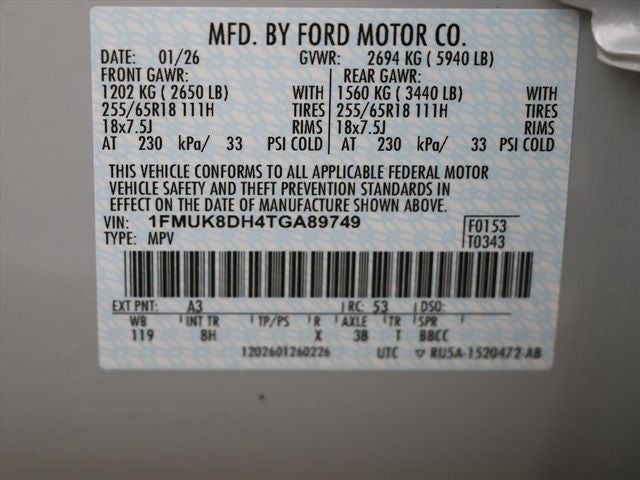 MFD. BY FORD MOTOR CO.
DATE: 01/26 GVWR: 2694 KG ( 5940 LB)
FRONT GAWR: REAR GAWR:
1202 KG ( 2650 LB) WITH 1560 KG ( 3440 LB) WITH
255/65R18 111H TIRES 255/65R18 111H TIRES
18x7.5J RIMS 18x7.5J RIMS
AT 230 kPa/ 33 PSI COLD AT 230 kPa/ 33 PSI COLD
THIS VEHICLE CONFORMS TO ALL APPLICABLE FEDERAL MOTOR
VEHICLE SAFETY AND THEFT PREVENTION STANDARDS IN
EFFECT ON THE DATE OF MANUFACTURE SHOWN ABOVE.
VIN: 1FMUK8DH4TGA89749 F0153
TYPE: MPV T0343
EXT PNT: A3 RC: 53 DSO:
WB INT TR TP/PS R AXLE TR SPR
119 BH X 3B T BBCC
1202601260226 UTC ▽ RU5A-1520472-AB